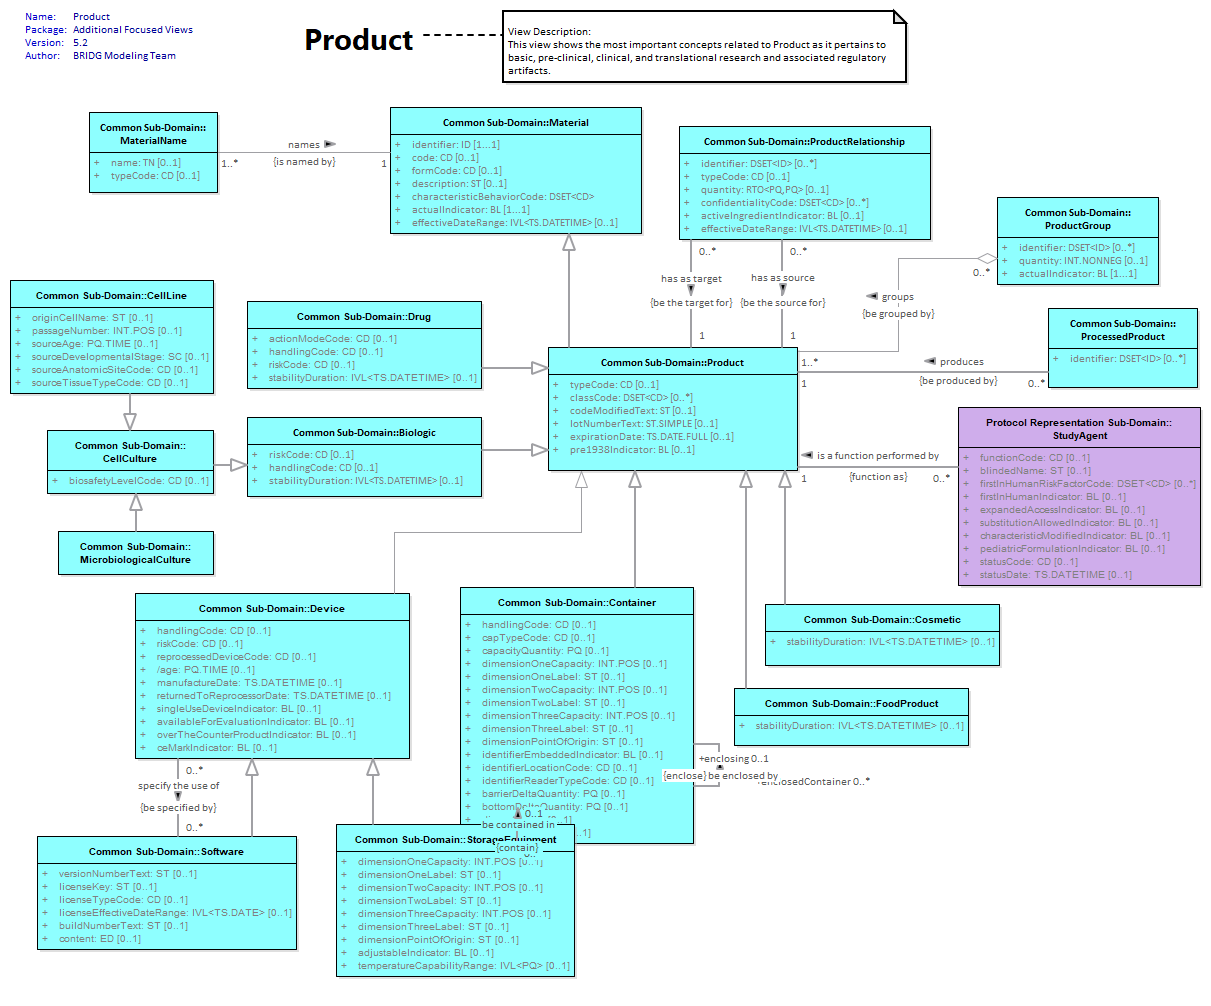 Name: Product
Package: Additional Focused Views
Version: 5.2
Author: BRIDG Modeling Team
Product
View Description:
This view shows the most important concepts related to Product as it pertains to
basic, pre-clinical, clinical, and translational research and associated regulatory
artifacts.
Common Sub-Domain::
MaterialName
+ name: TN [0..1]
+ typeCode: CD [0..1]
names
{is named by}
1..*
1
Common Sub-Domain::Material
+ identifier: ID [1...1]
+ code: CD [0..1]
+ formCode: CD [0..1]
+ description: ST [0..1]
+ characteristicBehaviorCode: DSET<CD>
+ actualIndicator: BL [1...1]
+ effectiveDateRange: IVL<TS.DATETIME> [0..1]
Common Sub-Domain::ProductRelationship
+ identifier: DSET<ID> [0..*]
+ typeCode: CD [0..1]
+ quantity: RTO<PQ,PQ> [0..1]
+ confidentialityCode: DSET<CD> [0..*]
+ activeIngredientIndicator: BL [0..1]
+ effectiveDateRange: IVL<TS.DATETIME> [0..1]
0..*
has as target
{be the target for}
1
0..*
has as source
{be the source for}
1
Common Sub-Domain::
ProductGroup
+ identifier: DSET<ID> [0..*]
+ quantity: INT.NONNEG [0..1]
+ actualIndicator: BL [1...1]
0..*
groups
{be grouped by}
1..*
Common Sub-Domain::
ProcessedProduct
+ identifier: DSET<ID> [0..*]
produces
{be produced by}
1
0..*
Common Sub-Domain::CellLine
+ originCellName: ST [0..1]
+ passageNumber: INT.POS [0..1]
+ sourceAge: PQ.TIME [0..1]
+ sourceDevelopmentalStage: SC [0..1]
+ sourceAnatomicSiteCode: CD [0..1]
+ sourceTissueTypeCode: CD [0..1]
Common Sub-Domain::Drug
+ actionModeCode: CD [0..1]
+ handlingCode: CD [0..1]
+ riskCode: CD [0..1]
+ stabilityDuration: IVL<TS.DATETIME> [0..1]
Common Sub-Domain::Product
+ typeCode: CD [0..1]
+ classCode: DSET<CD> [0..*]
+ codeModifiedText: ST [0..1]
+ lotNumberText: ST.SIMPLE [0..1]
+ expirationDate: TS.DATE.FULL [0..1]
+ pre1938Indicator: BL [0..1]
Protocol Representation Sub-Domain::
StudyAgent
+ functionCode: CD [0..1]
+ blindedName: ST [0..1]
+ firstInHumanRiskFactorCode: DSET<CD> [0..*]
+ firstInHumanIndicator: BL [0..1]
+ expandedAccessIndicator: BL [0..1]
+ substitutionAllowedIndicator: BL [0..1]
+ characteristicModifiedIndicator: BL [0..1]
+ pediatricFormulationIndicator: BL [0..1]
+ statusCode: CD [0..1]
+ statusDate: TS.DATETIME [0..1]
is a function performed by
{function as}
1
0..*
Common Sub-Domain::
CellCulture
+ biosafetyLevelCode: CD [0..1]
Common Sub-Domain::Biologic
+ riskCode: CD [0..1]
+ handlingCode: CD [0..1]
+ stabilityDuration: IVL<TS.DATETIME> [0..1]
Common Sub-Domain::
MicrobiologicalCulture
Common Sub-Domain::Device
+ handlingCode: CD [0..1]
+ riskCode: CD [0..1]
+ reprocessedDeviceCode: CD [0..1]
+ /age: PQ.TIME [0..1]
+ manufactureDate: TS.DATETIME [0..1]
+ returnedToReprocessorDate: TS.DATETIME [0..1]
+ singleUseDeviceIndicator: BL [0..1]
+ availableForEvaluationIndicator: BL [0..1]
+ overTheCounterProductIndicator: BL [0..1]
+ ceMarkIndicator: BL [0..1]
Common Sub-Domain::Container
+ handlingCode: CD [0..1]
+ capTypeCode: CD [0..1]
+ capacityQuantity: PQ [0..1]
+ dimensionOneCapacity: INT.POS [0..1]
+ dimensionOneLabel: ST [0..1]
+ dimensionTwoCapacity: INT.POS [0..1]
+ dimensionTwoLabel: ST [0..1]
+ dimensionThreeCapacity: INT.POS [0..1]
+ dimensionThreeLabel: ST [0..1]
+ dimensionPointOfOrigin: ST [0..1]
+ identifierEmbeddedIndicator: BL [0..1]
+ identifierLocationCode: CD [0..1]
+ identifierReaderTypeCode: CD [0..1]
+ barrierDeltaQuantity: PQ [0..1]
+ bottomDeltaQuantity: PQ [0..1]
Common Sub-Domain::Cosmetic
+ stabilityDuration: IVL<TS.DATETIME> [0..1]
Common Sub-Domain::FoodProduct
+ stabilityDuration: IVL<TS.DATETIME> [0..1]
+enclosing 0..1
{enclose} be enclosed by
+enclosedContainer 0..*
0..*
specify the use of
{be specified by}
0..*
0..1
be contained in
{contain}
Common Sub-Domain::Software
+ versionNumberText: ST [0..1]
+ licenseKey: ST [0..1]
+ licenseTypeCode: CD [0..1]
+ licenseEffectiveDateRange: IVL<TS.DATE> [0..1]
+ buildNumberText: ST [0..1]
+ content: ED [0..1]
Common Sub-Domain::StorageEquipment
+ dimensionOneCapacity: INT.POS [0..1]
+ dimensionOneLabel: ST [0..1]
+ dimensionTwoCapacity: INT.POS [0..1]
+ dimensionTwoLabel: ST [0..1]
+ dimensionThreeCapacity: INT.POS [0..1]
+ dimensionThreeLabel: ST [0..1]
+ dimensionPointOfOrigin: ST [0..1]
+ adjustableIndicator: BL [0..1]
+ temperatureCapabilityRange: IVL<PQ> [0..1]